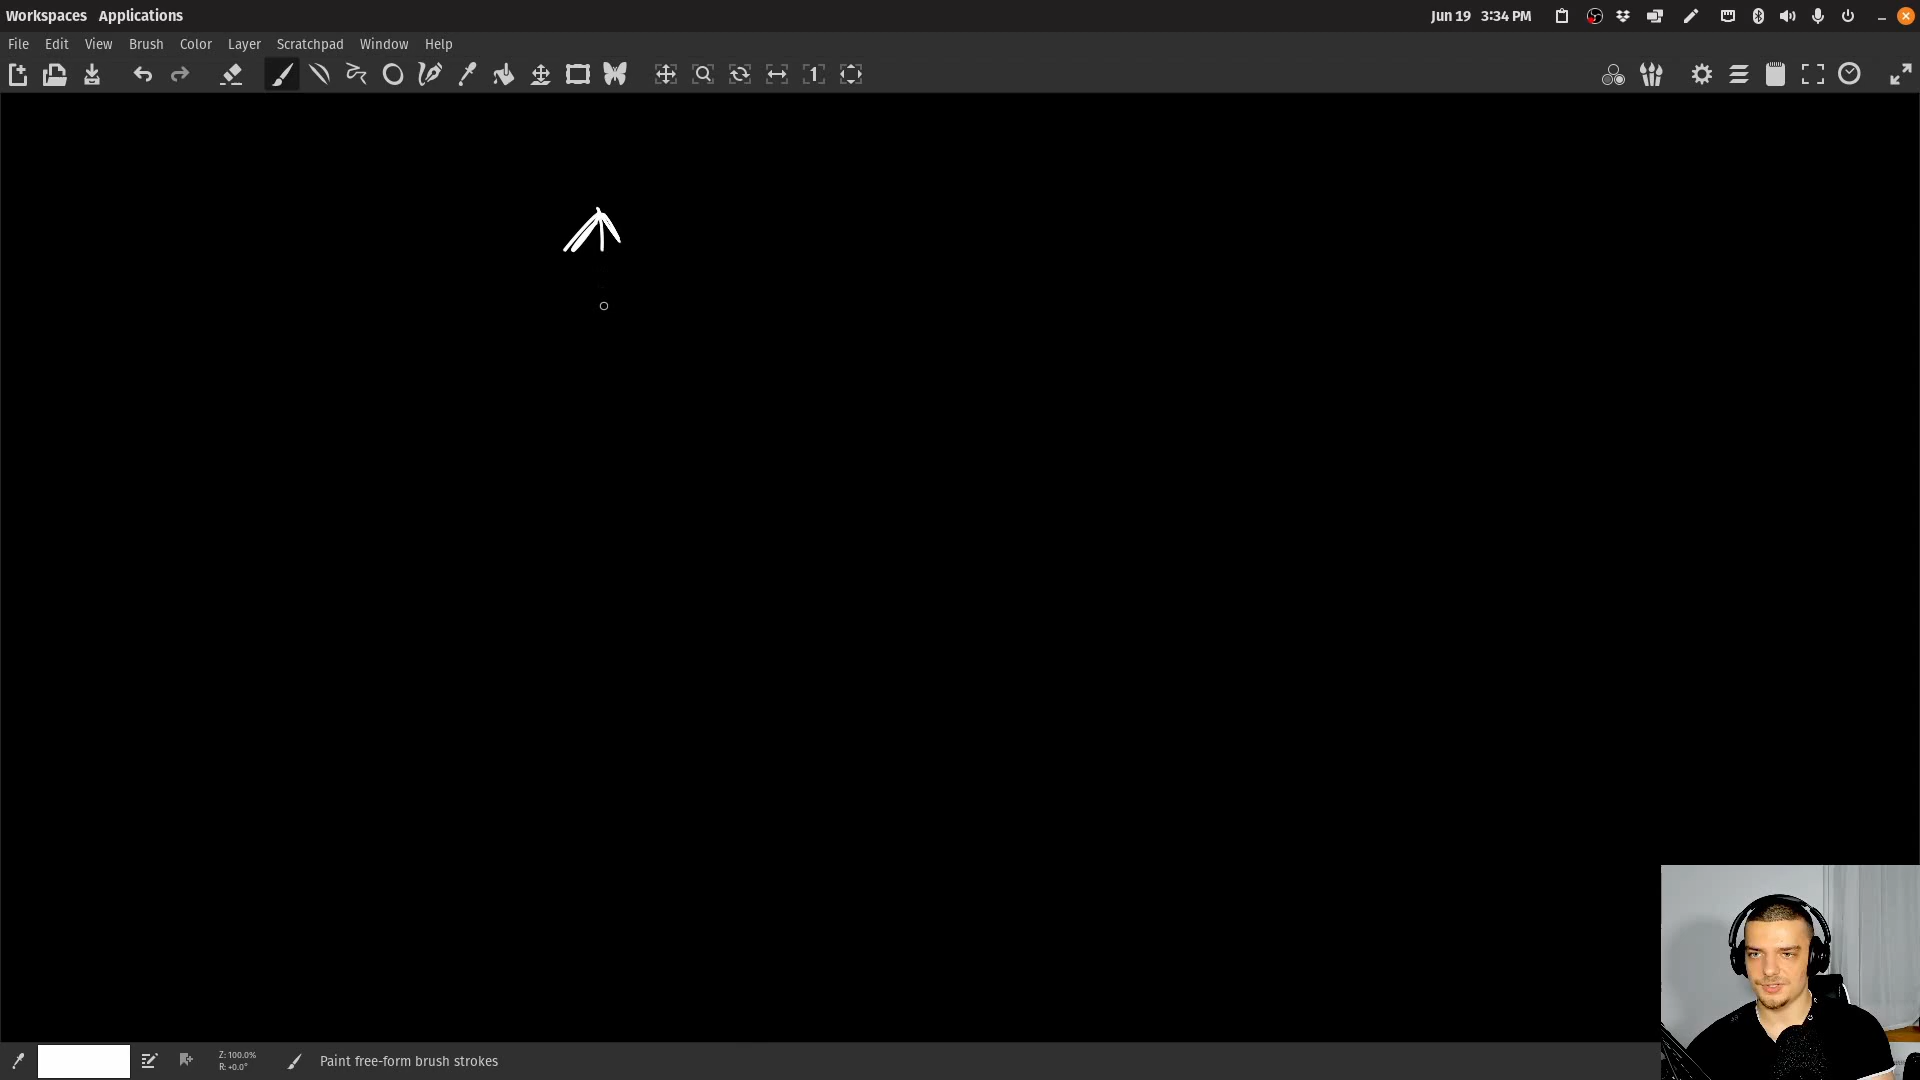 Workspaces Applications
Jun 19 3:34 PM
File Edit View Brush Color Layer Scratchpad Window Help
1
Z: 100.0%
R: +0.0°
Paint free-form brush strokes